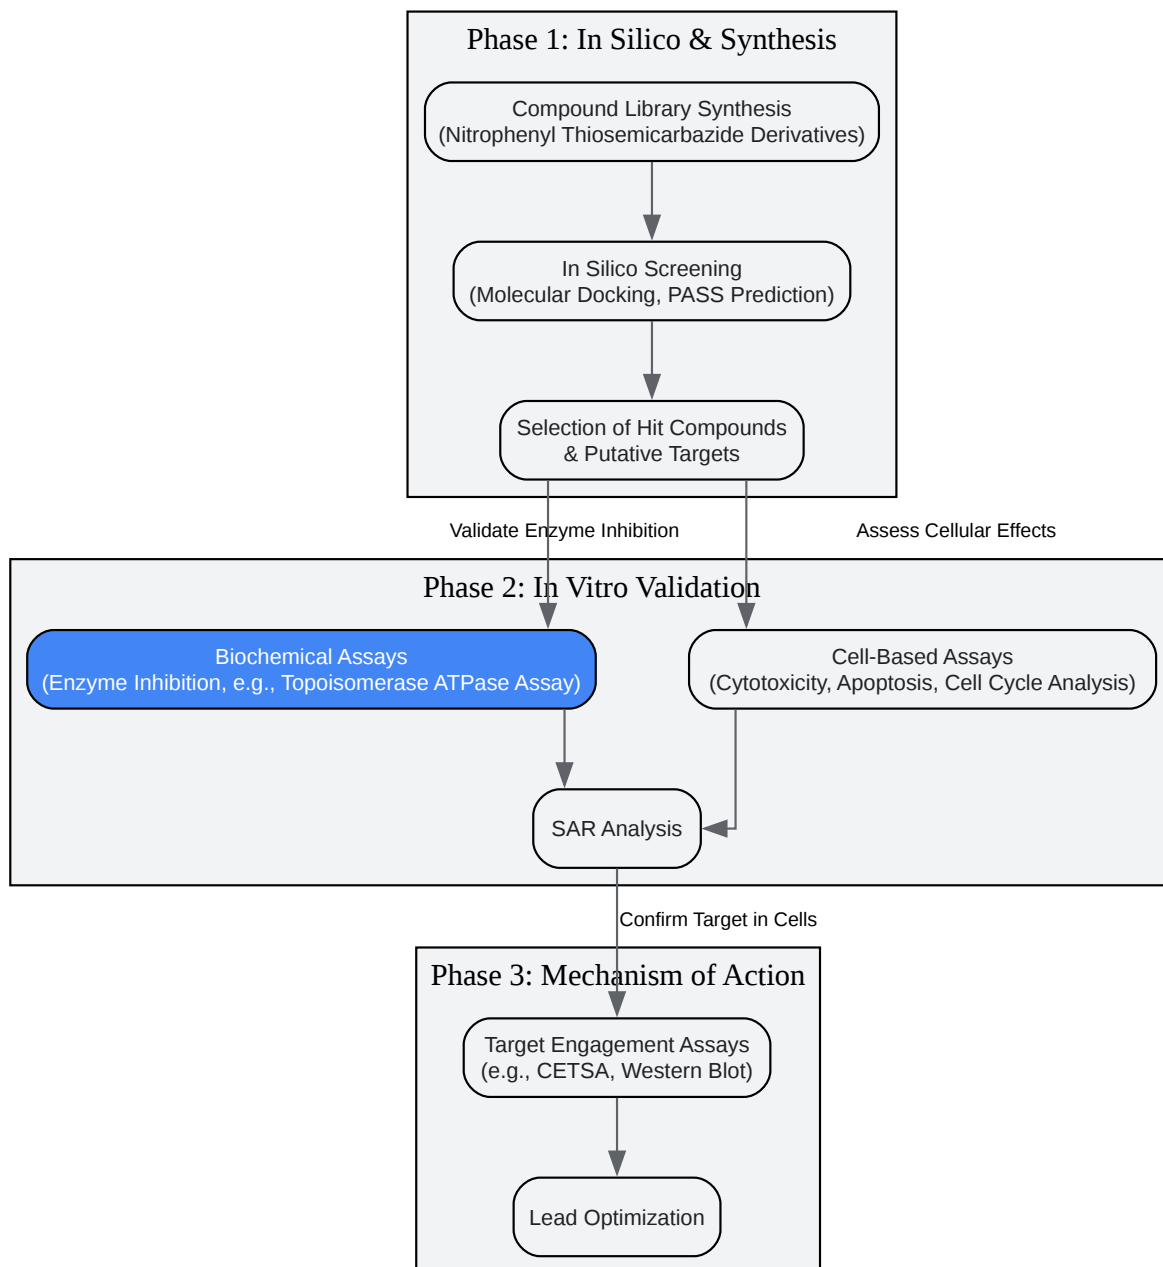 Phase 1: In Silico & Synthesis
Compound Library Synthesis
(Nitrophenyl Thiosemicarbazide Derivatives)
In Silico Screening
(Molecular Docking, PASS Prediction)
Selection of Hit Compounds
& Putative Targets
Validate Enzyme Inhibition
Assess Cellular Effects
Phase 2: In Vitro Validation
Biochemical Assays
(Enzyme Inhibition, e.g., Topoisomerase ATPase Assay)
Cell-Based Assays
(Cytotoxicity, Apoptosis, Cell Cycle Analysis)
SAR Analysis
Confirm Target in Cells
Phase 3: Mechanism of Action
Target Engagement Assays
(e.g., CETSA, Western Blot)
Lead Optimization